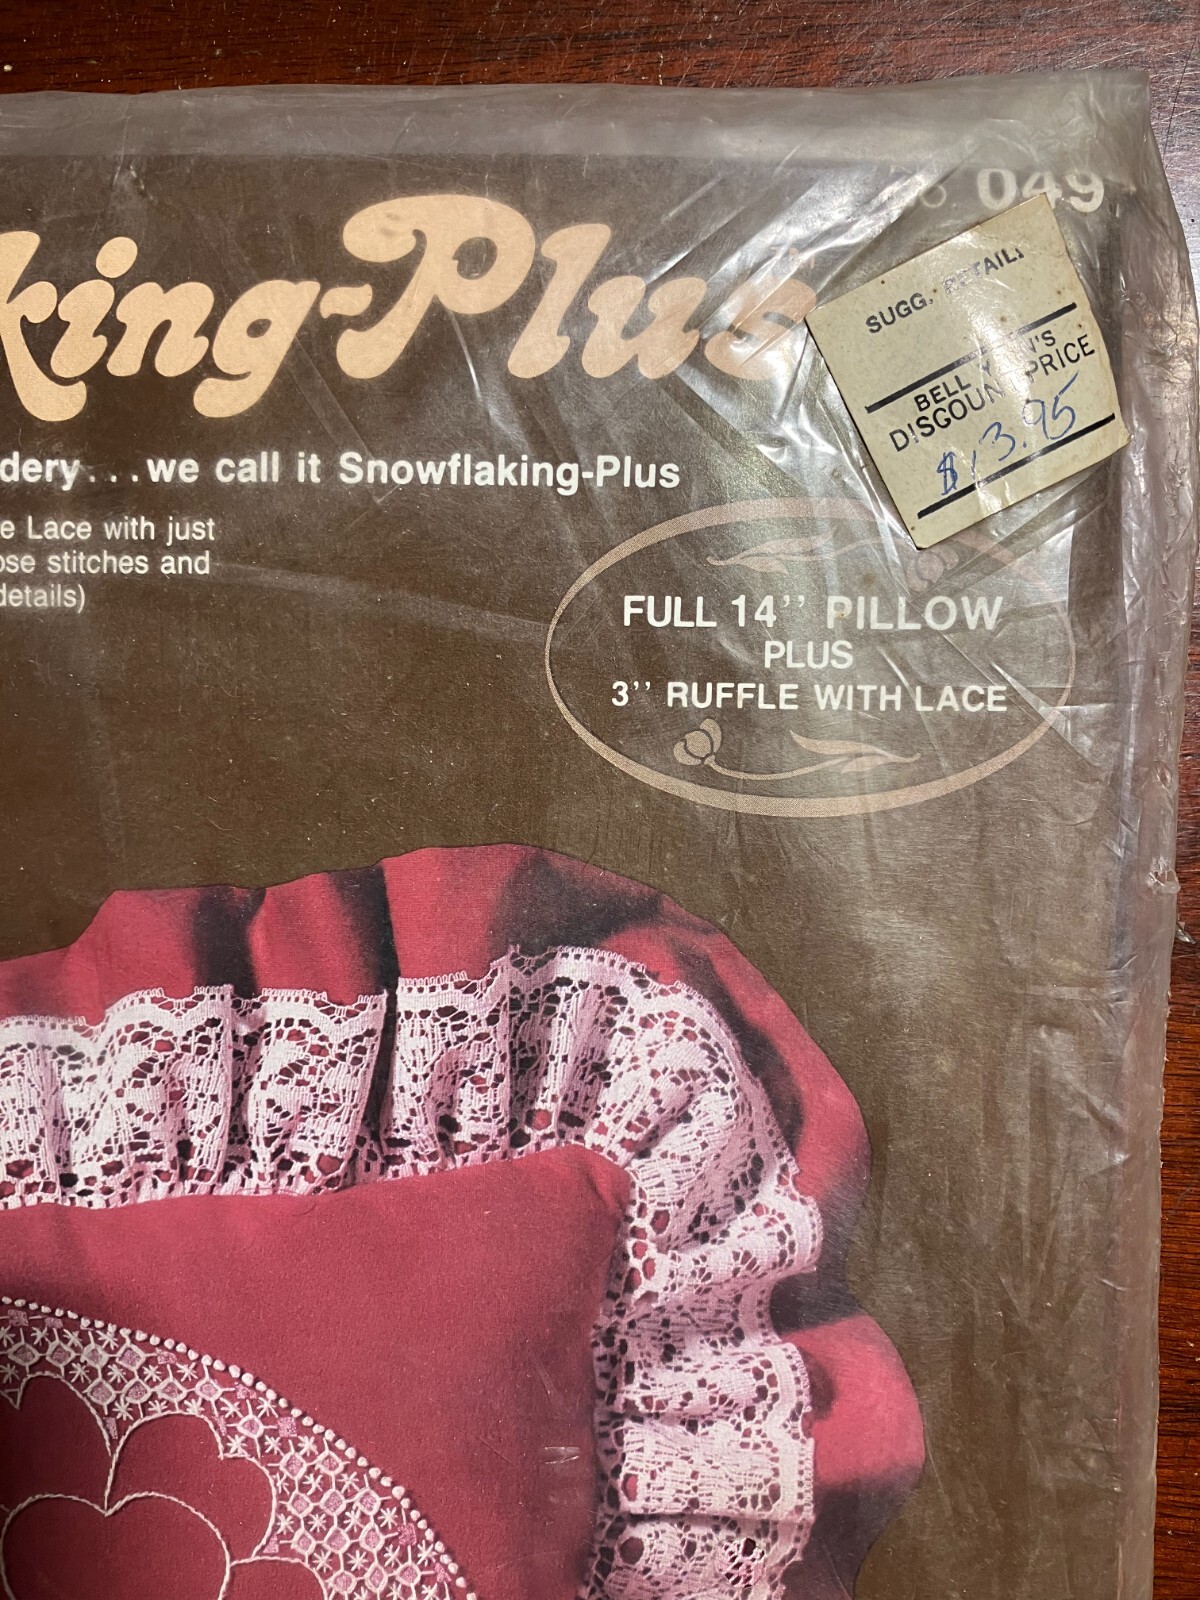 049
king-Plus
SUGG. RETAIL:
BELL N'S
DISCOUNT PRICE
$13.95
dery...we call it Snowflaking-Plus
e Lace with just
ose stitches and
details)
FULL 14'' PILLOW
PLUS
3'' RUFFLE WITH LACE